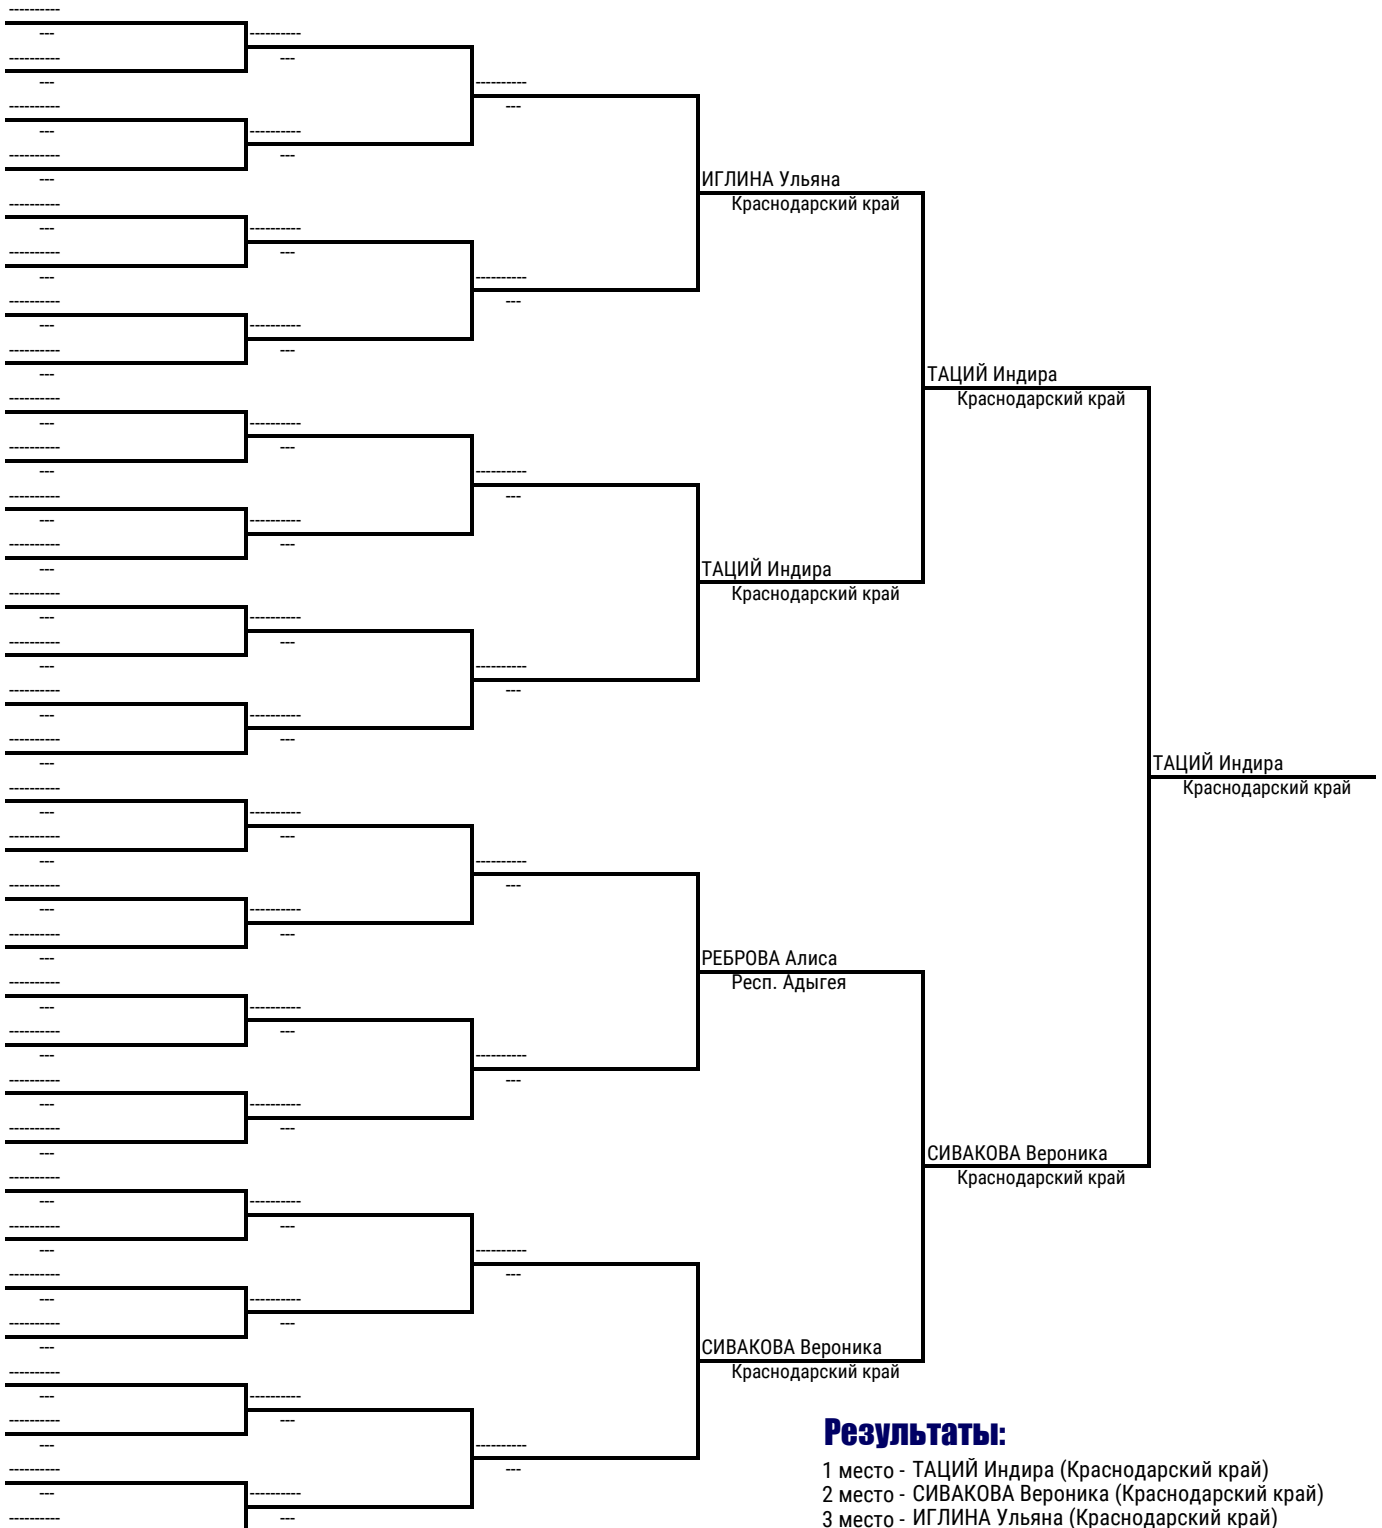 ИГЛИНА Ульяна
Краснодарский край
ТАЦИЙ Индира
Краснодарский край
ТАЦИЙ Индира
Краснодарский край
ТАЦИЙ Индира
Краснодарский край
РЕБРОВА Алиса
Респ. Адыгея
СИВАКОВА Вероника
Краснодарский край
СИВАКОВА Вероника
Краснодарский край
Результаты:
1 место - ТАЦИЙ Индира (Краснодарский край)
2 место - СИВАКОВА Вероника (Краснодарский край)
3 место - ИГЛИНА Ульяна (Краснодарский край)